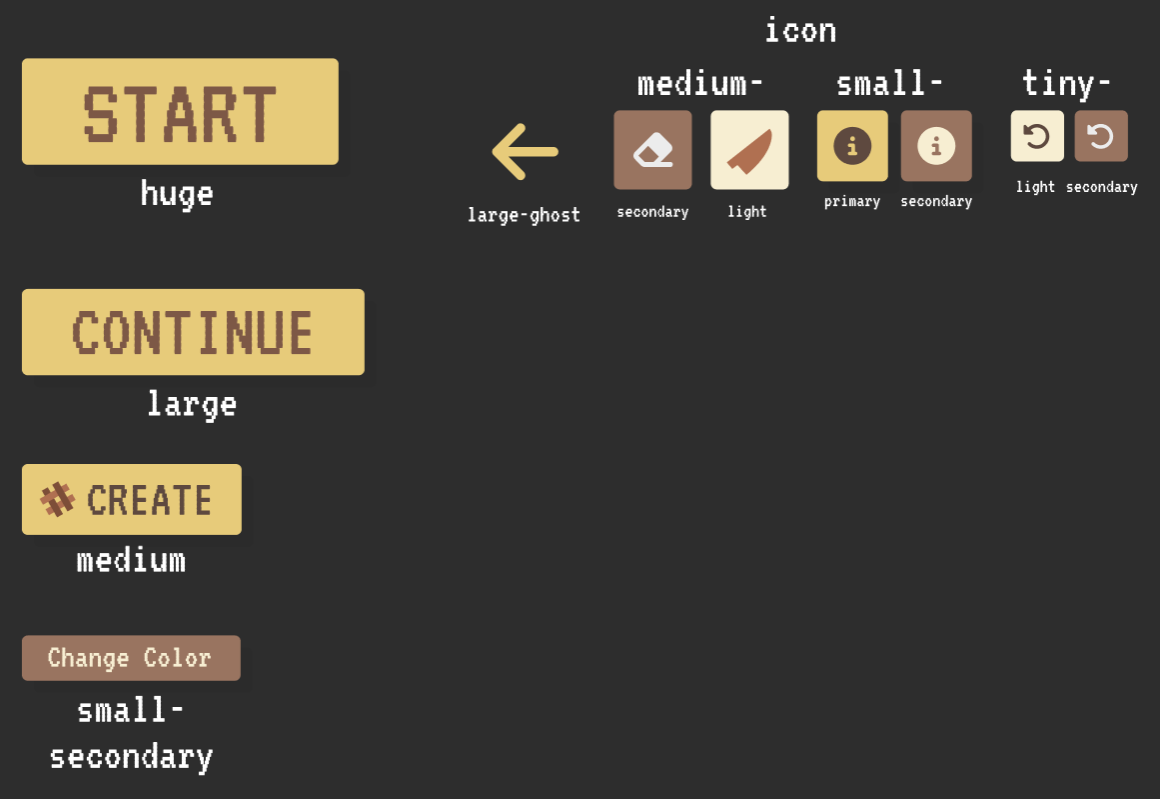 icon
medium-
small-
tiny-
START
huge
large-ghost
secondary
light
primary
secondary
light
secondary
CONTINUE
large
CREATE
medium
Change Color
small-
secondary